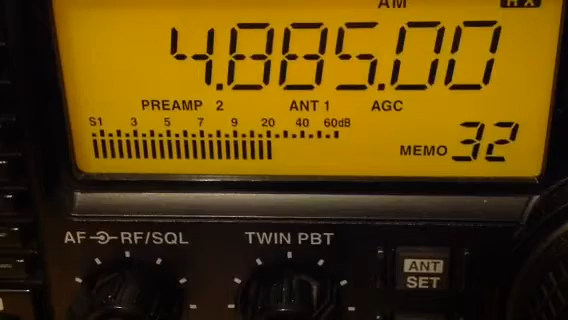 AM
4.885.00
PREAMP 2 ANT 1 AGC
S1 3 5 7 9 20 40 60dB
MEMO 32
AF RF/SQL TWIN PBT
ANT
SET